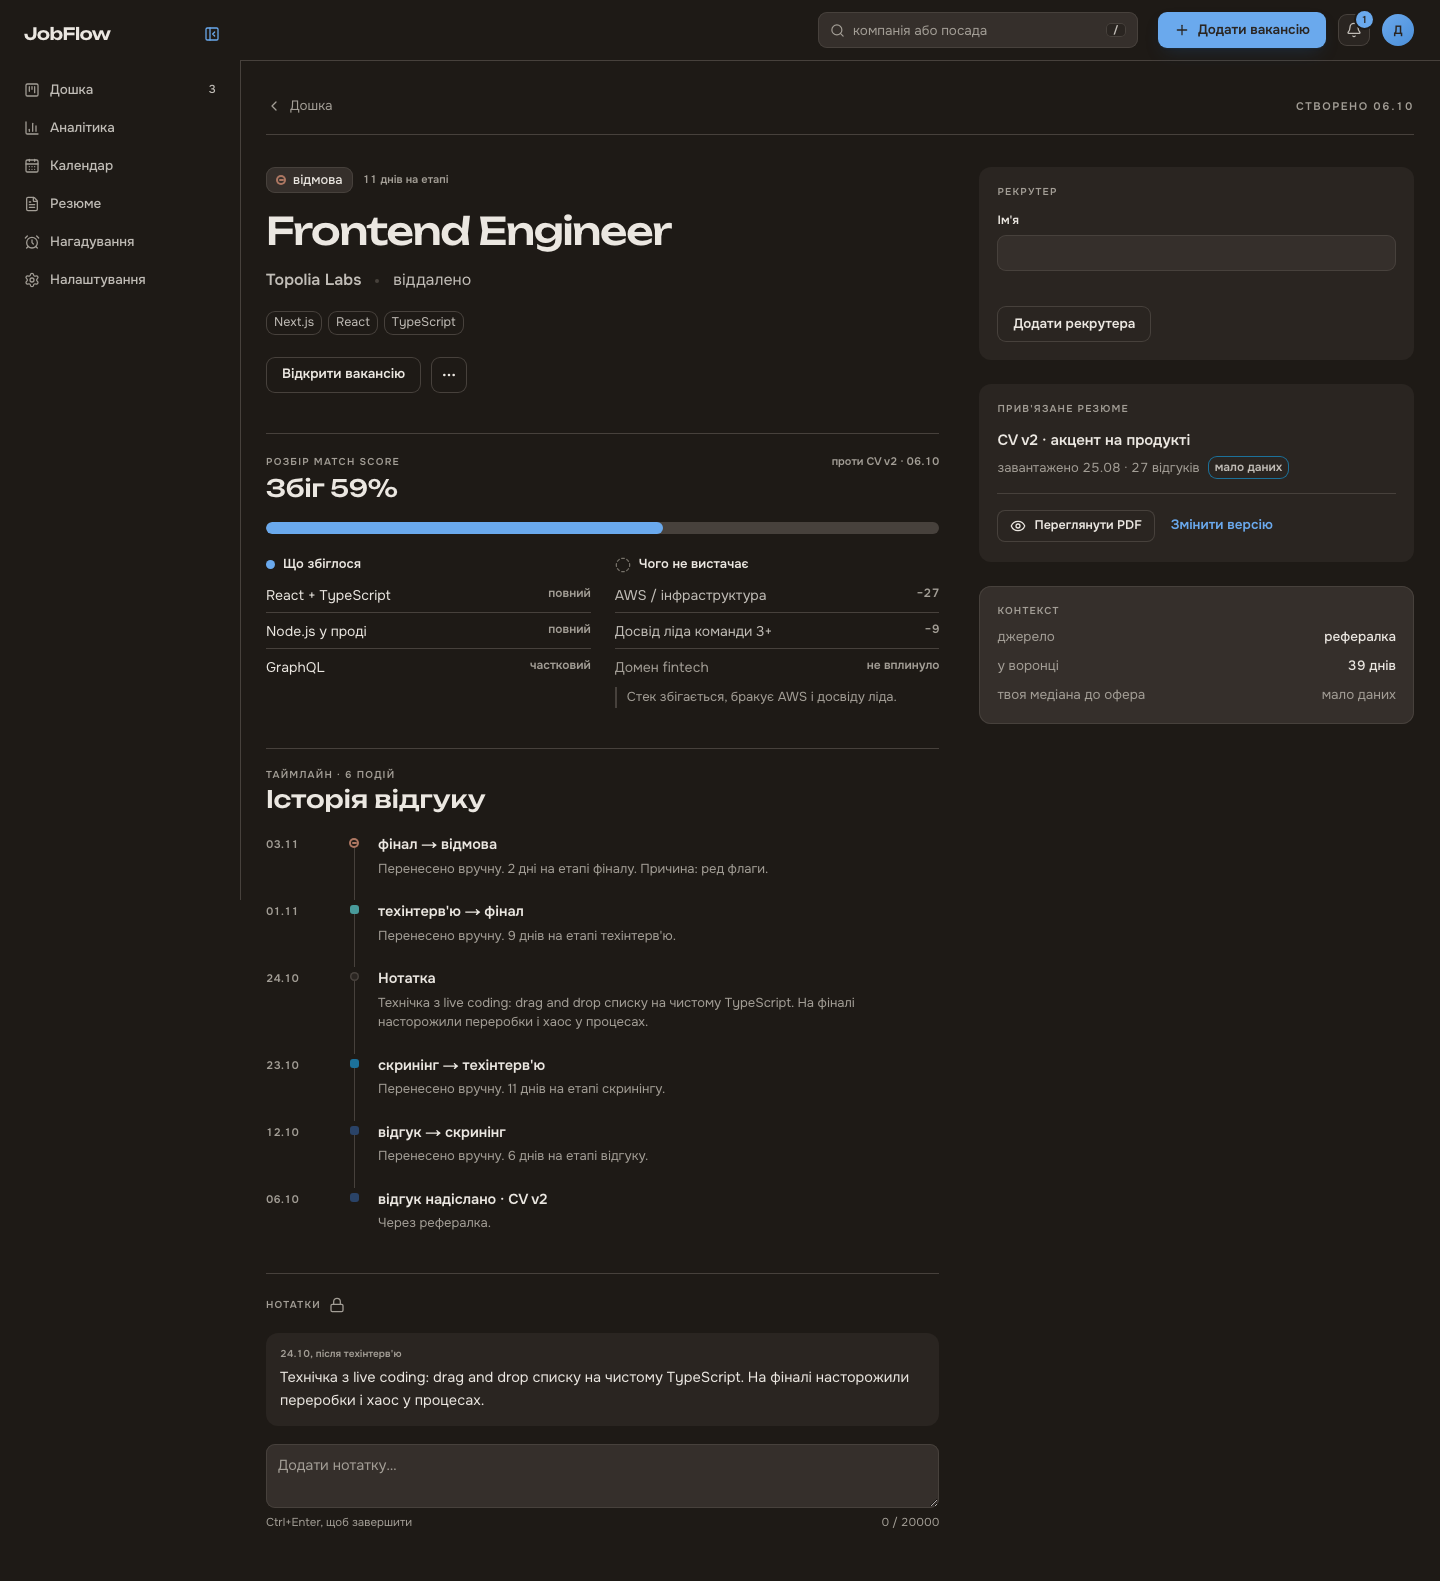 JobFlow
компанія або посада
/
Додати вакансію
1
Д
Дошка
3
Аналітика
Календар
Резюме
Нагадування
Налаштування
Дошка
СТВОРЕНО 06.10
відмова
11 днів на етапі
Frontend Engineer
Topolia Labs • віддалено
Next.js
React
TypeScript
Відкрити вакансію
...
РОЗБІР MATCH SCORE
проти CV v2 · 06.10
Збіг 59%
Що збіглося
React + TypeScript повний
Node.js у проді повний
GraphQL частковий
Чого не вистачає
AWS / інфраструктура −27
Досвід ліда команди 3+ −9
Домен fintech не вплинуло
Стек збігається, бракує AWS і досвіду ліда.
ТАЙМЛАЙН · 6 ПОДІЙ
Історія відгуку
03.11
фінал → відмова
Перенесено вручну. 2 дні на етапі фіналу. Причина: ред флаги.
01.11
техінтерв'ю → фінал
Перенесено вручну. 9 днів на етапі техінтерв'ю.
24.10
Нотатка
Технічка з live coding: drag and drop списку на чистому TypeScript. На фіналі
насторожили переробки і хаос у процесах.
23.10
скринінг → техінтерв'ю
Перенесено вручну. 11 днів на етапі скринінгу.
12.10
відгук → скринінг
Перенесено вручну. 6 днів на етапі відгуку.
06.10
відгук надіслано · CV v2
Через рефералка.
НОТАТКИ
24.10, після техінтерв'ю
Технічка з live coding: drag and drop списку на чистому TypeScript. На фіналі насторожили
переробки і хаос у процесах.
Додати нотатку...
Ctrl+Enter, щоб завершити
0 / 20000
РЕКРУТЕР
Ім'я
Додати рекрутера
ПРИВ'ЯЗАНЕ РЕЗЮМЕ
CV v2 · акцент на продукті
завантажено 25.08 · 27 відгуків
мало даних
Переглянути PDF
Змінити версію
КОНТЕКСТ
джерело рефералка
у воронці 39 днів
твоя медіана до офера мало даних